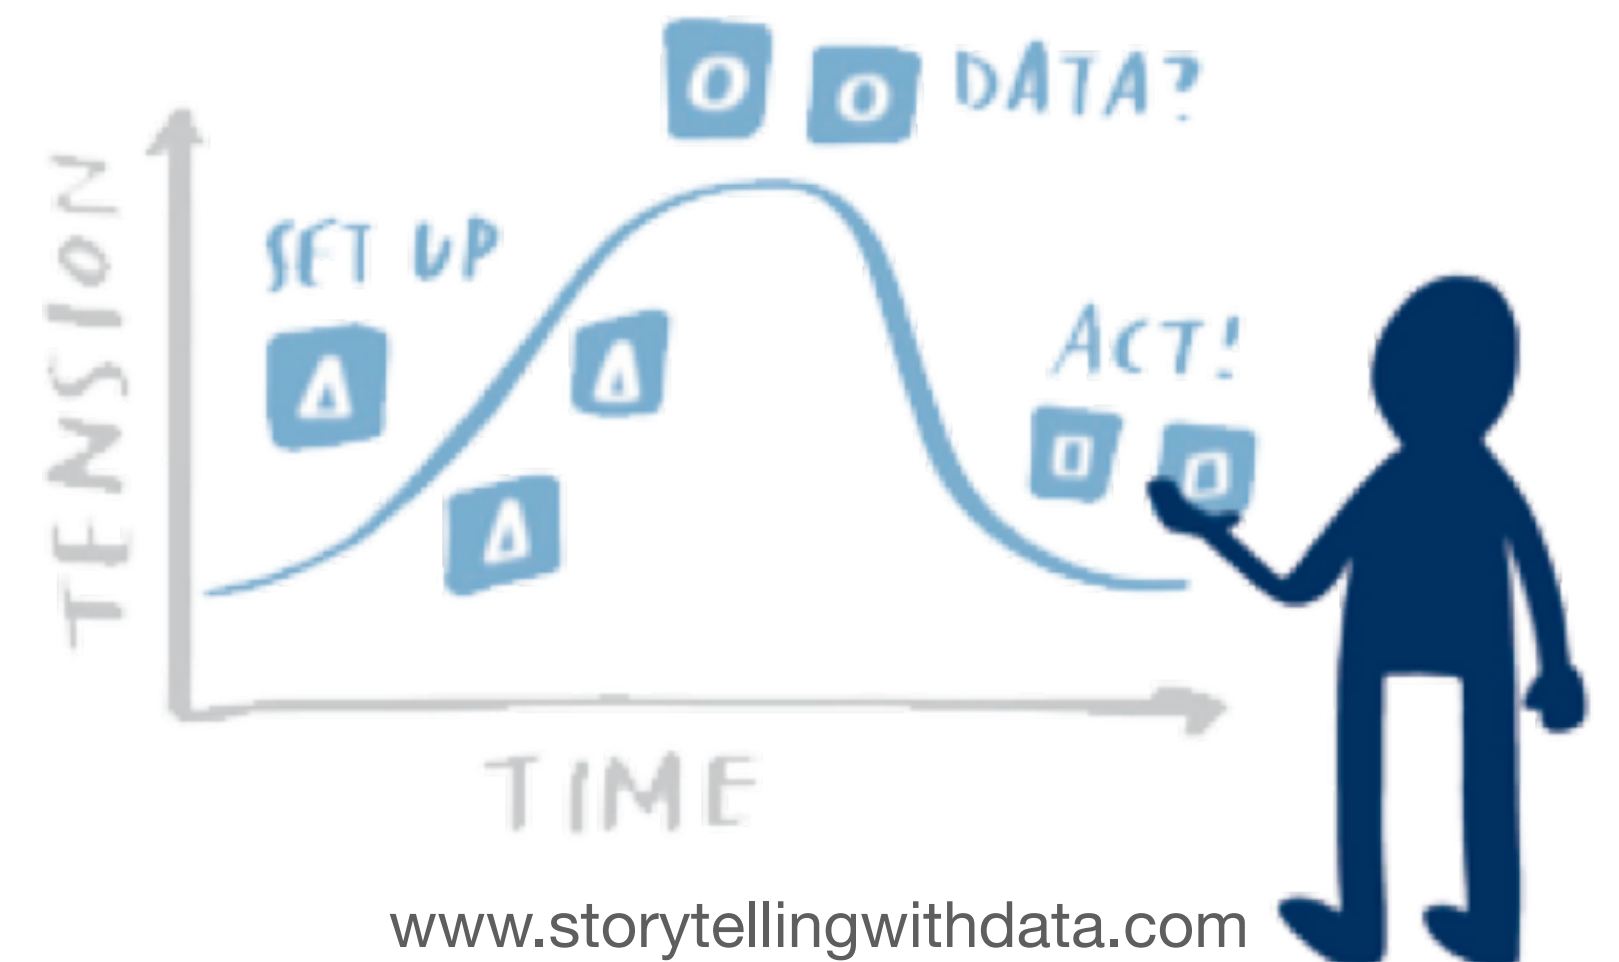 DATA?
SET UP
ACT!
TENSION
TIME
www.storytellingwithdata.com